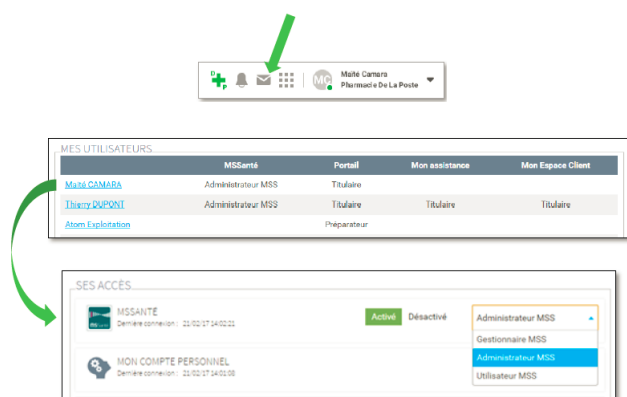 D
P
MC
Maité Camara
Pharmacie De La Poste
MES UTILISATEURS
MSSanté Portail Mon assistance Mon Espace Client
Maité CAMARA Administrateur MSS Titulaire
Thierry DUPONT Administrateur MSS Titulaire Titulaire Titulaire
Atom Exploitation Préparateur
SES ACCÈS
MSSANTÉ
Dernière connexion : 21/02/17 14:02:21
Activé Désactivé Administrateur MSS
Gestionnaire MSS
Administrateur MSS
Utilisateur MSS
MON COMPTE PERSONNEL
Dernière connexion : 21/02/17 14:01:08